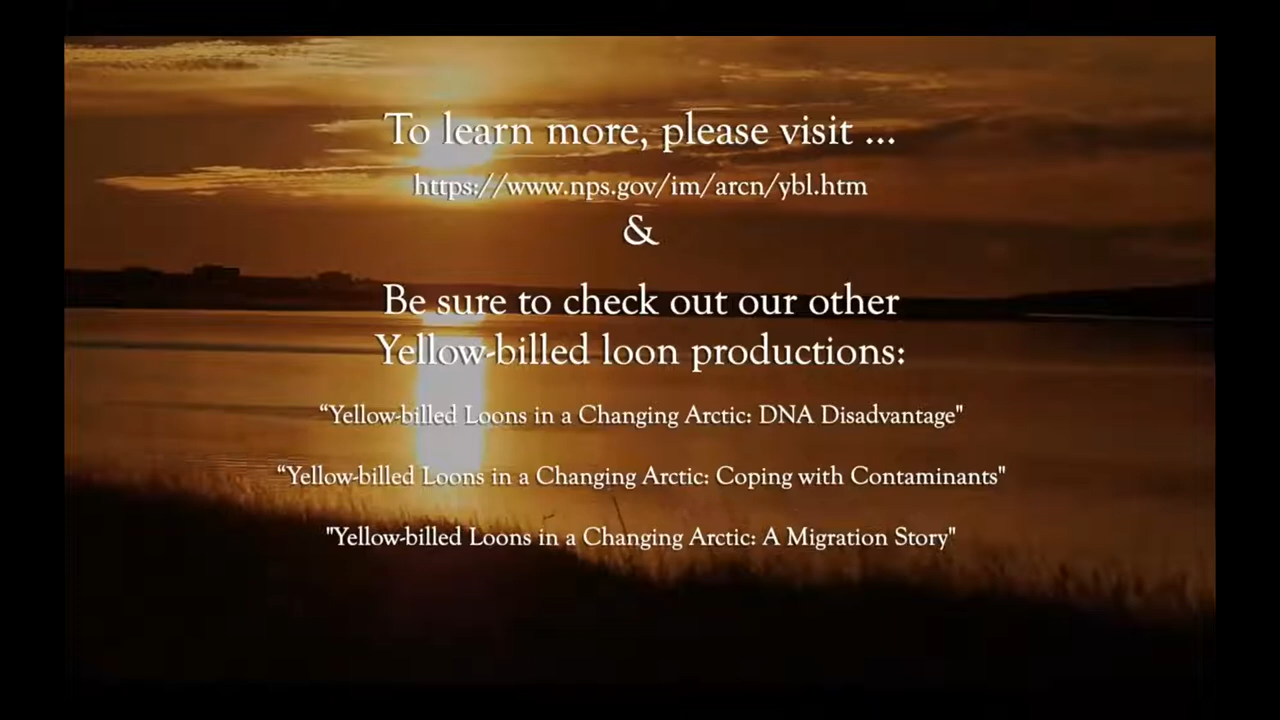 To learn more, please visit ...
https://www.nps.gov/im/arcn/ybl.htm
&
Be sure to check out our other
Yellow-billed loon productions:
“Yellow-billed Loons in a Changing Arctic: DNA Disadvantage"
“Yellow-billed Loons in a Changing Arctic: Coping with Contaminants"
"Yellow-billed Loons in a Changing Arctic: A Migration Story"